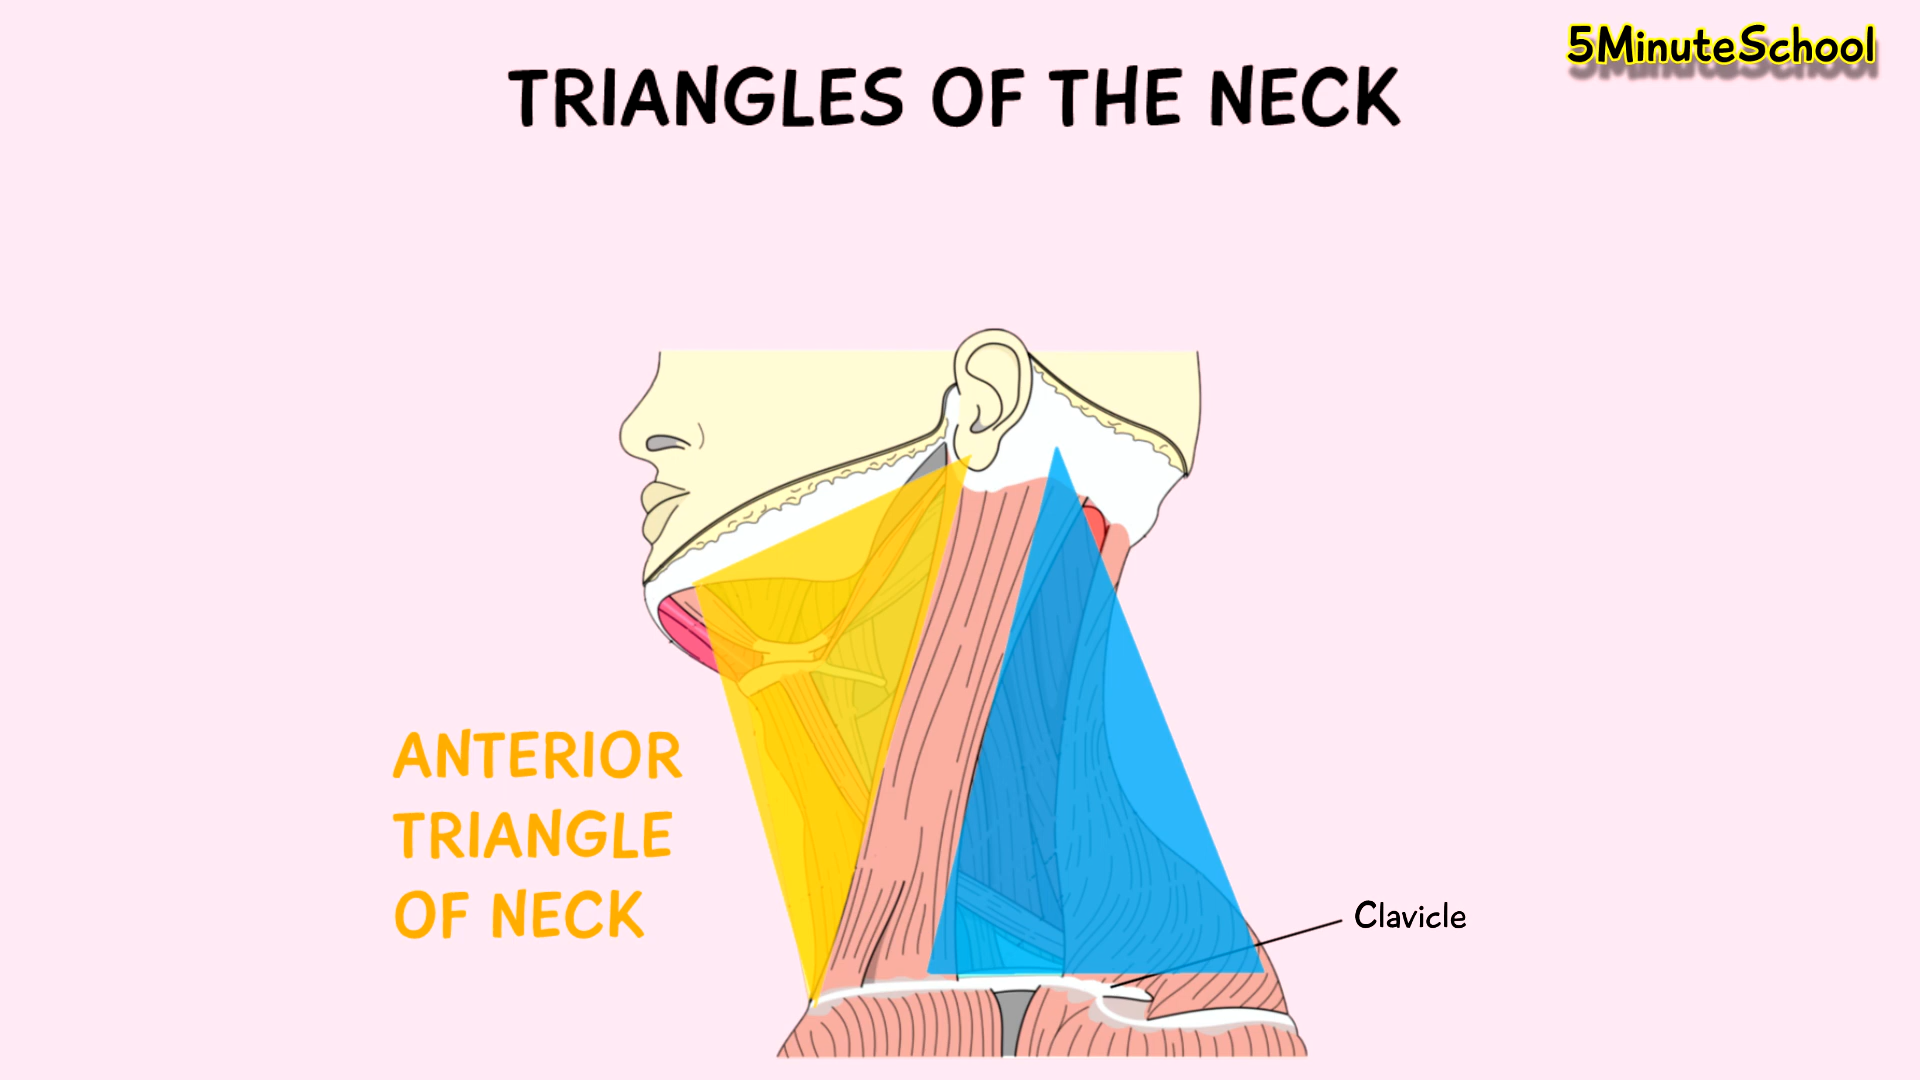 5MinuteSchool
TRIANGLES OF THE NECK
ANTERIOR
TRIANGLE
OF NECK
Clavicle